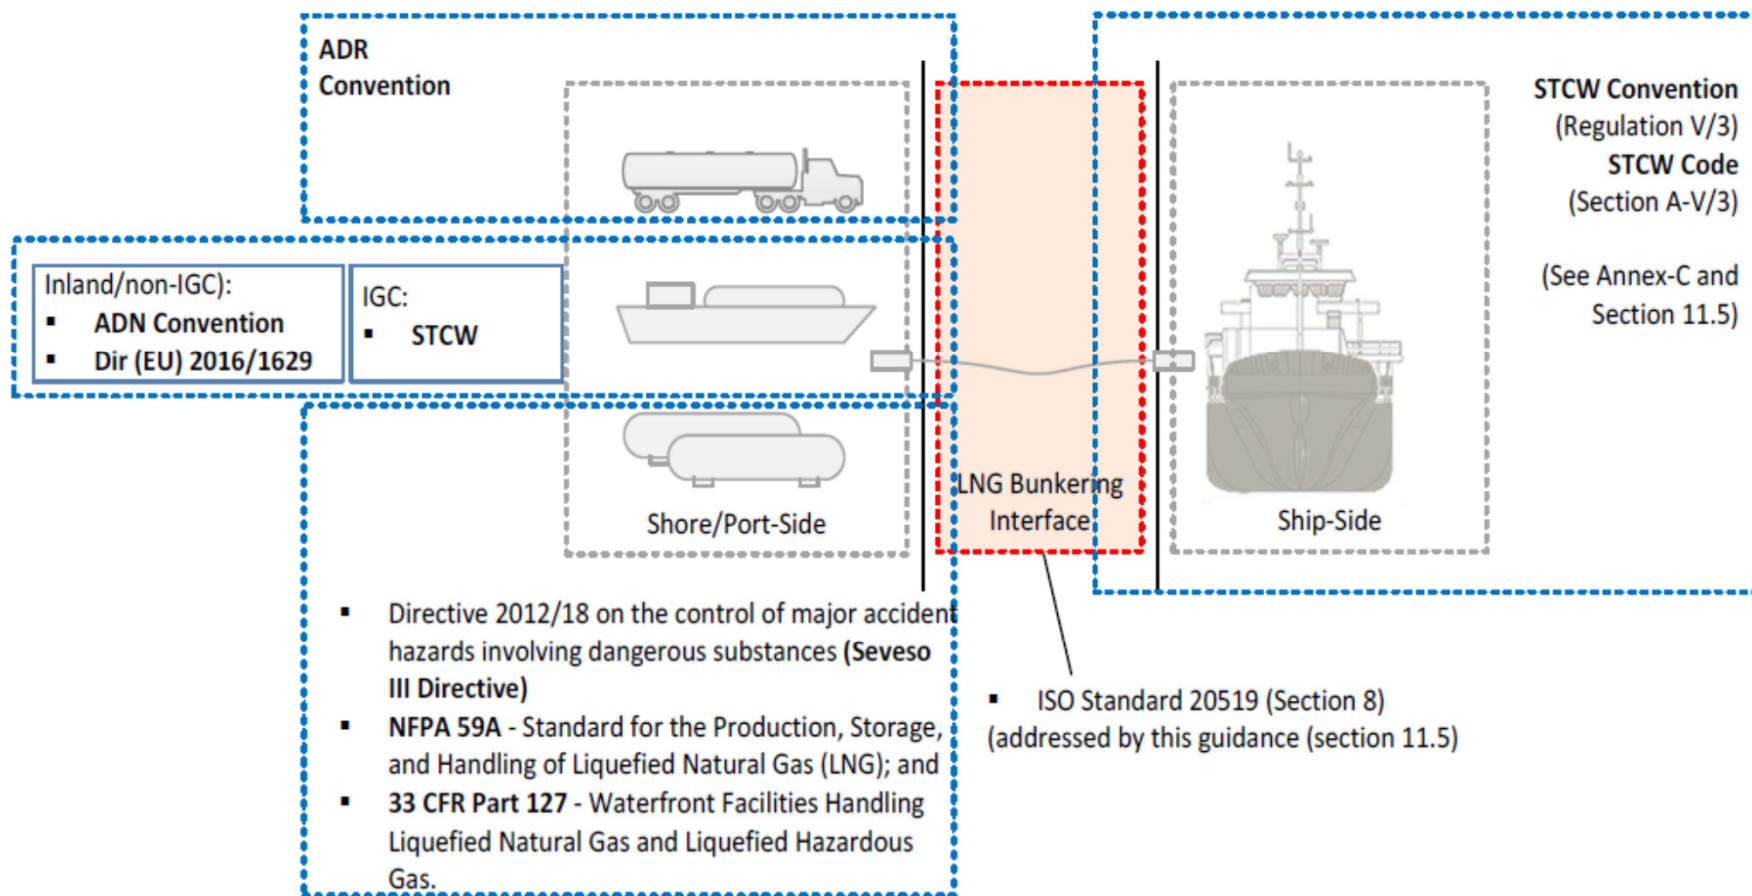 ADR
Convention
STCW Convention
(Regulation V/3)
STCW Code
(Section A-V/3)
(See Annex-C and
Section 11.5)
Inland/non-IGC):
▪ ADN Convention
▪ Dir (EU) 2016/1629
IGC:
▪ STCW
LNG Bunkering
Interface
Shore/Port-Side
Ship-Side
▪ Directive 2012/18 on the control of major accident
hazards involving dangerous substances (Seveso
III Directive)
▪ NFPA 59A - Standard for the Production, Storage,
and Handling of Liquefied Natural Gas (LNG); and
▪ 33 CFR Part 127 - Waterfront Facilities Handling
Liquefied Natural Gas and Liquefied Hazardous
Gas.
▪ ISO Standard 20519 (Section 8)
(addressed by this guidance (section 11.5)